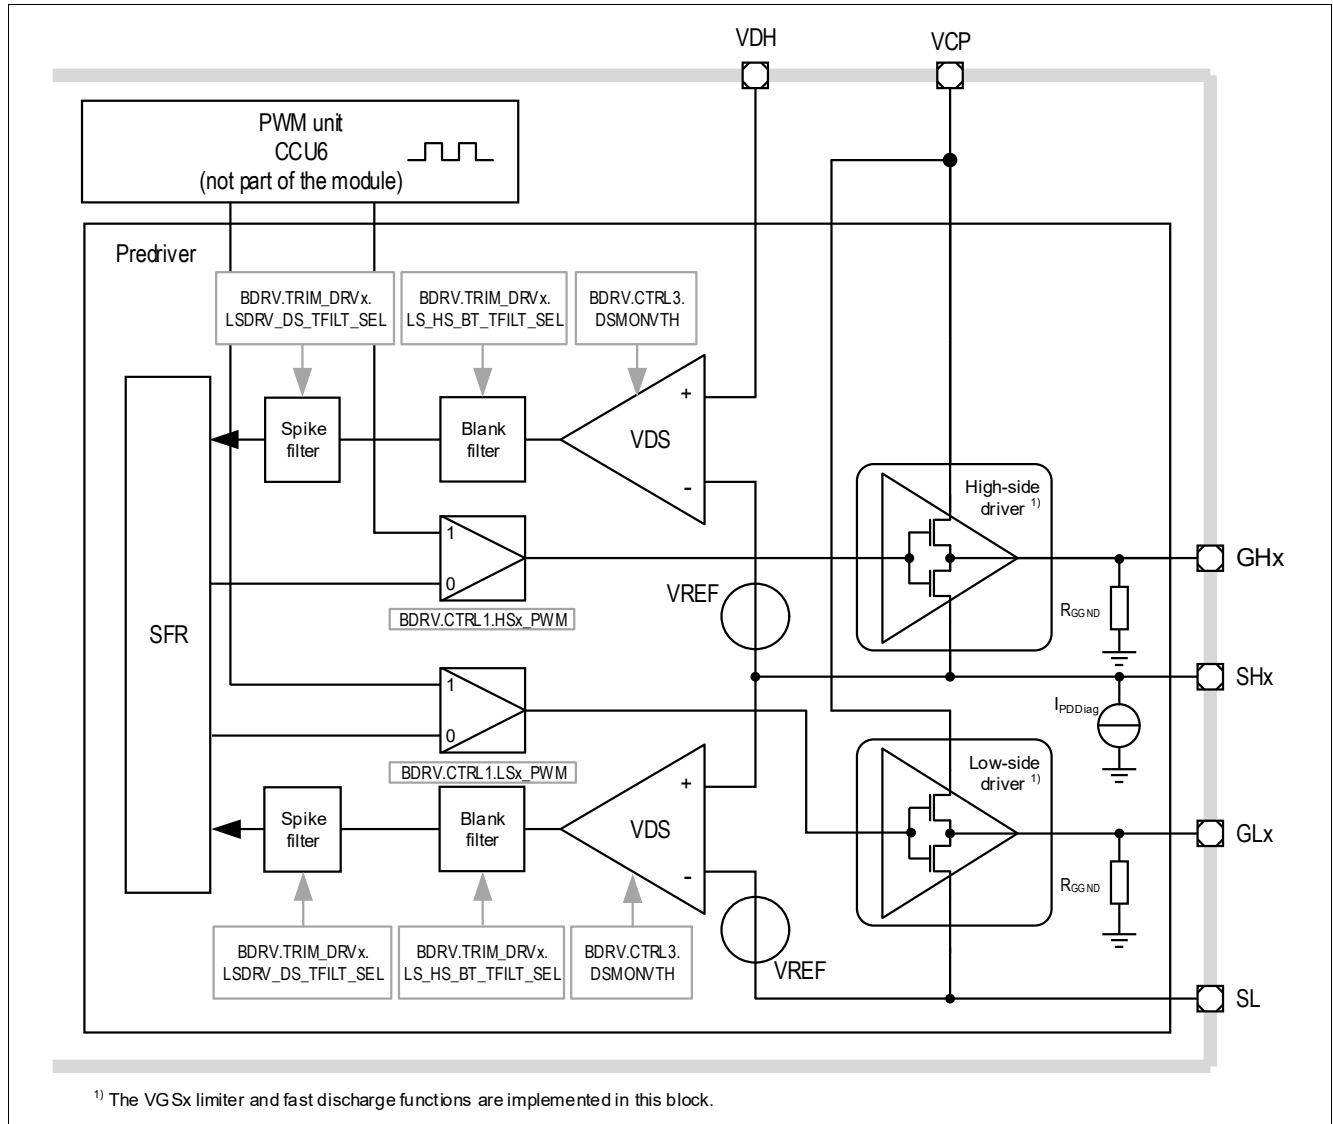 VDH
VCP
PWM unit
CCU6
(not part of the module)
Predriver
BDRV.TRIM_DRVx.
LSDRV_DS_TFILT_SEL
BDRV.TRIM_DRVx.
LS_HS_BT_TFILT_SEL
BDRV.CTRL3.
DSMONVTH
+
Spike
filter
Blank
filter
VDS
-
High-side
driver 1)
1
0
GHx
BDRV.CTRL1.HSx_PWM
VREF
RGGND
SFR
SHx
1
0
IPDDiag
BDRV.CTRL1.LSx_PWM
Low-side
driver 1)
+
Spike
filter
Blank
filter
VDS
-
GLx
RGGND
BDRV.TRIM_DRVx.
LSDRV_DS_TFILT_SEL
BDRV.TRIM_DRVx.
LS_HS_BT_TFILT_SEL
BDRV.CTRL3.
DSMONVTH
VREF
SL
1) The VGSx limiter and fast discharge functions are implemented in this block.